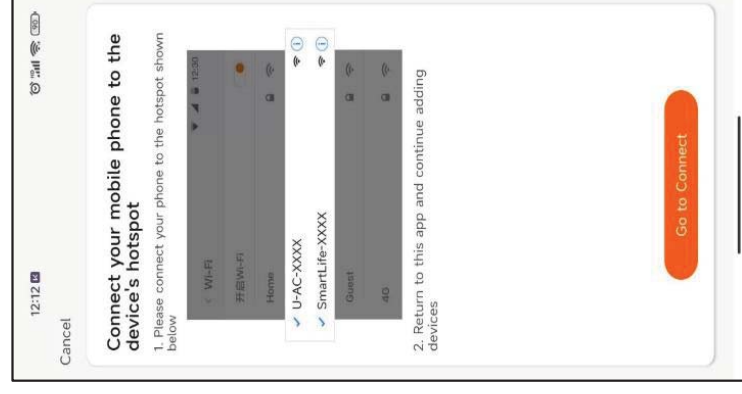 12:12
90
Cancel
Connect your mobile phone to the
device's hotspot
1. Please connect your phone to the hotspot shown
below
12:30
< Wi-Fi
开启Wi-Fi
Home
✓ U-AC-XXXX
✓ SmartLife-XXXX
Guest
4G
2. Return to this app and continue adding
devices
Go to Connect